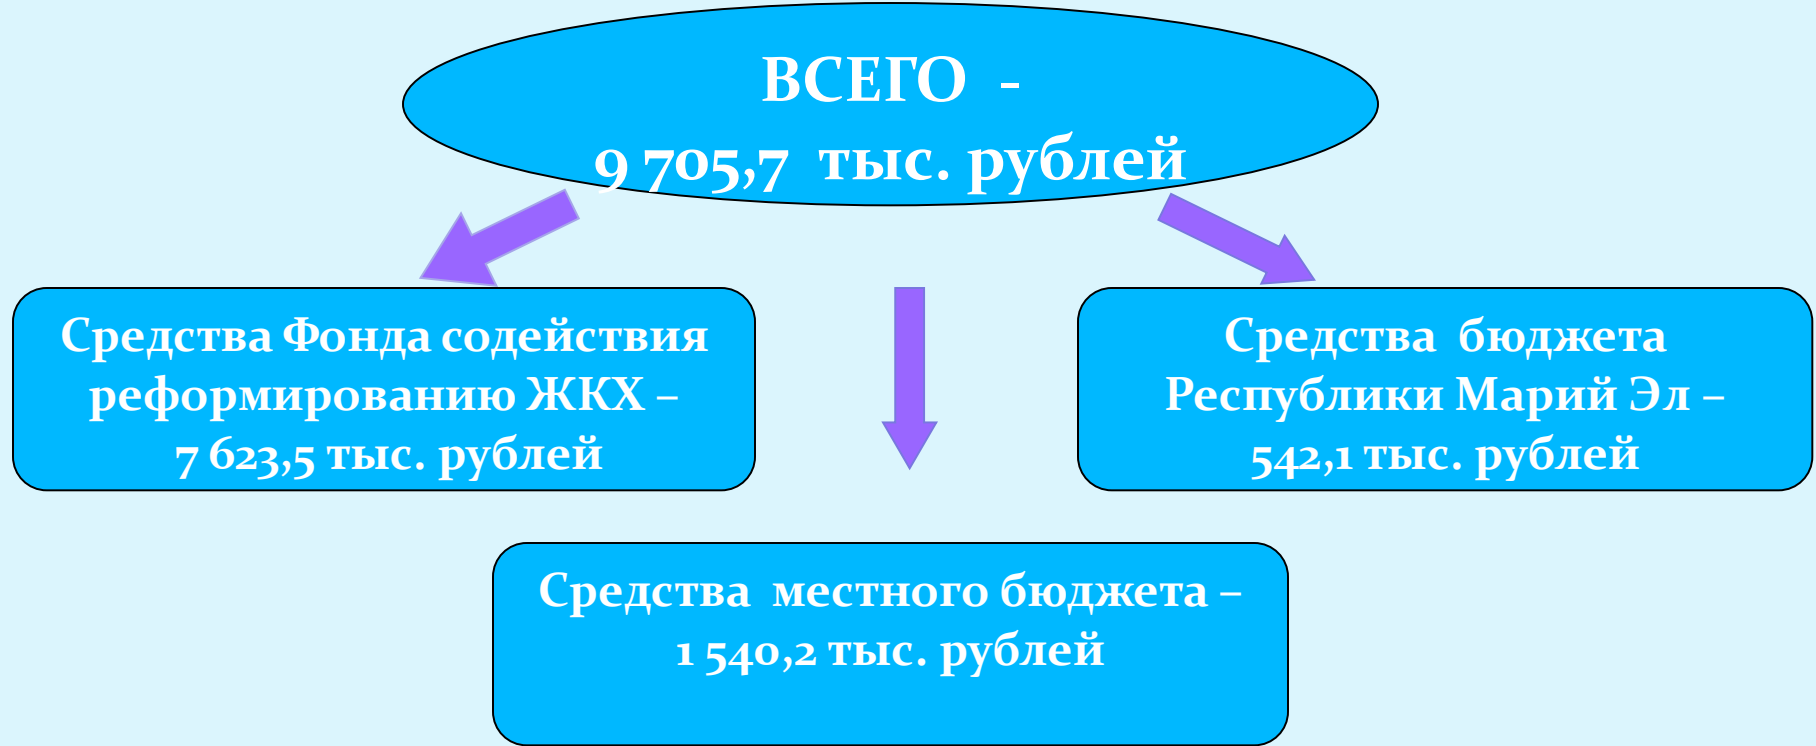 ВСЕГО -
9 705,7 тыс. рублей
Средства Фонда содействия
реформированию ЖКХ –
7 623,5 тыс. рублей
Средства бюджета
Республики Марий Эл –
542,1 тыс. рублей
Средства местного бюджета –
1 540,2 тыс. рублей